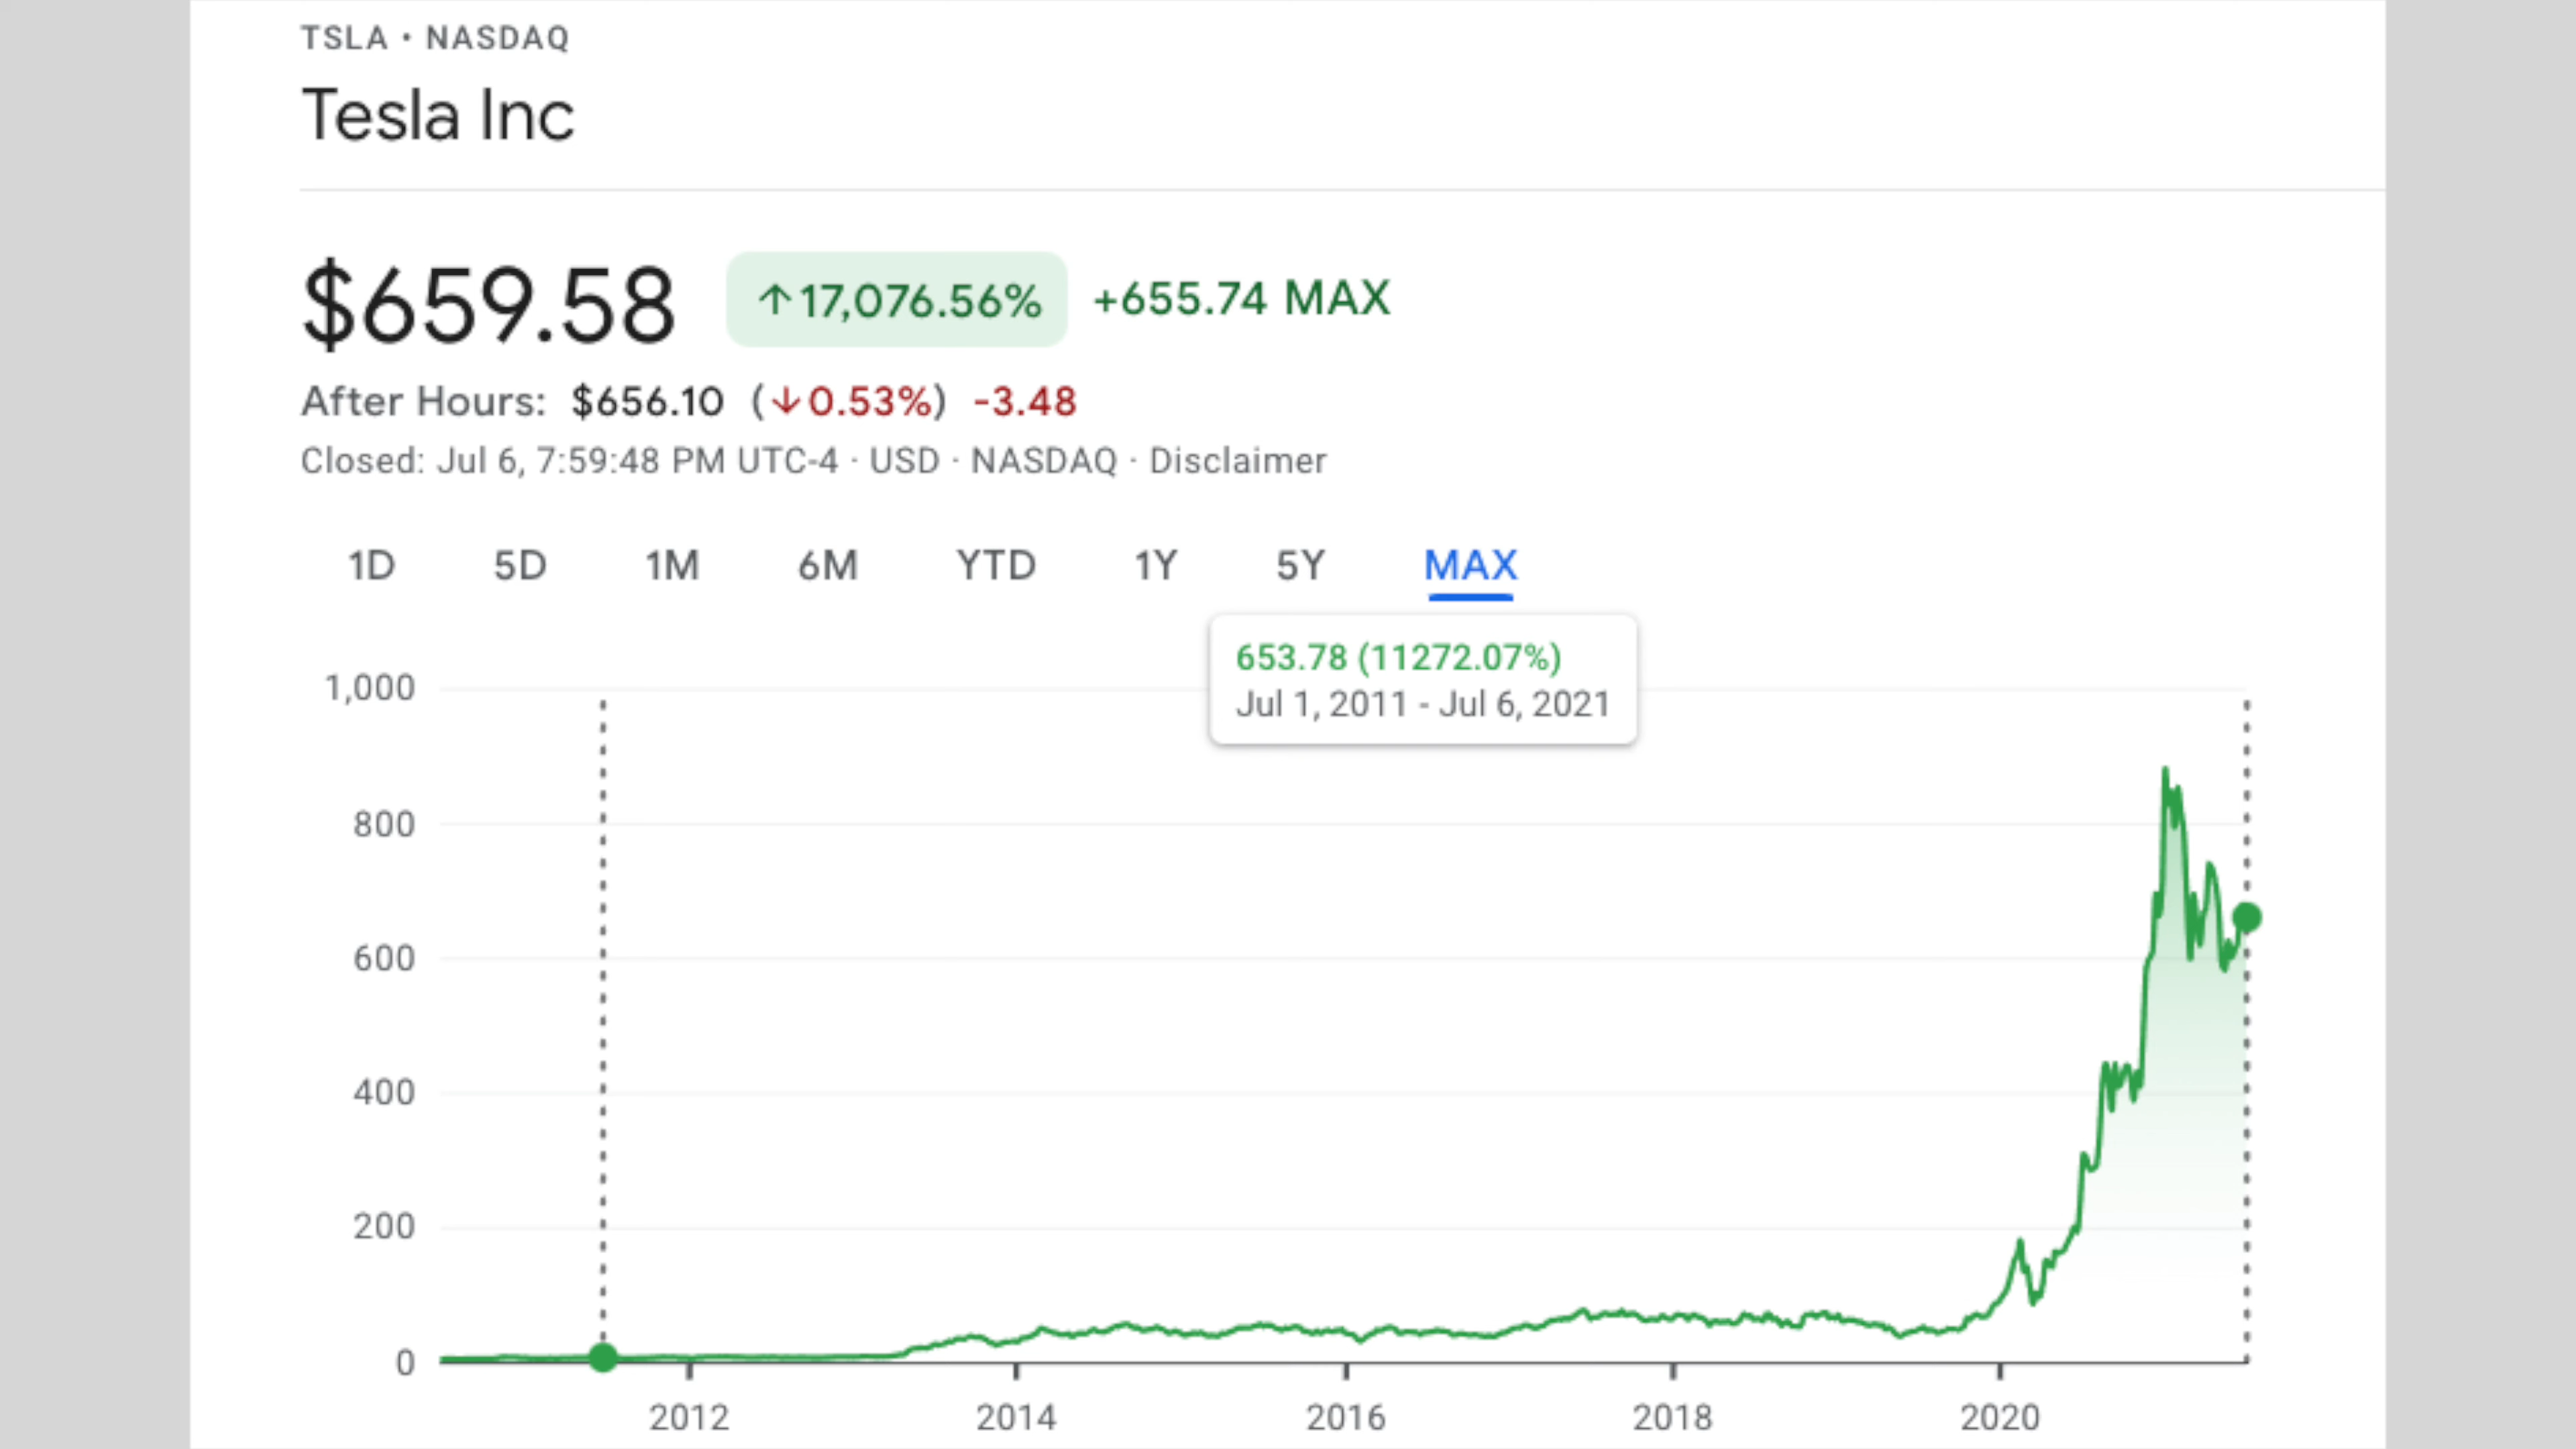 TSLA • NASDAQ
Tesla Inc
$659.58 ↑17,076.56% +655.74 MAX
After Hours: $656.10 (↓0.53%) -3.48
Closed: Jul 6, 7:59:48 PM UTC-4 · USD · NASDAQ · Disclaimer
1D 5D 1M 6M YTD 1Y 5Y MAX
653.78 (11272.07%)
Jul 1, 2011 - Jul 6, 2021
1,000
800
600
400
200
0
2012 2014 2016 2018 2020